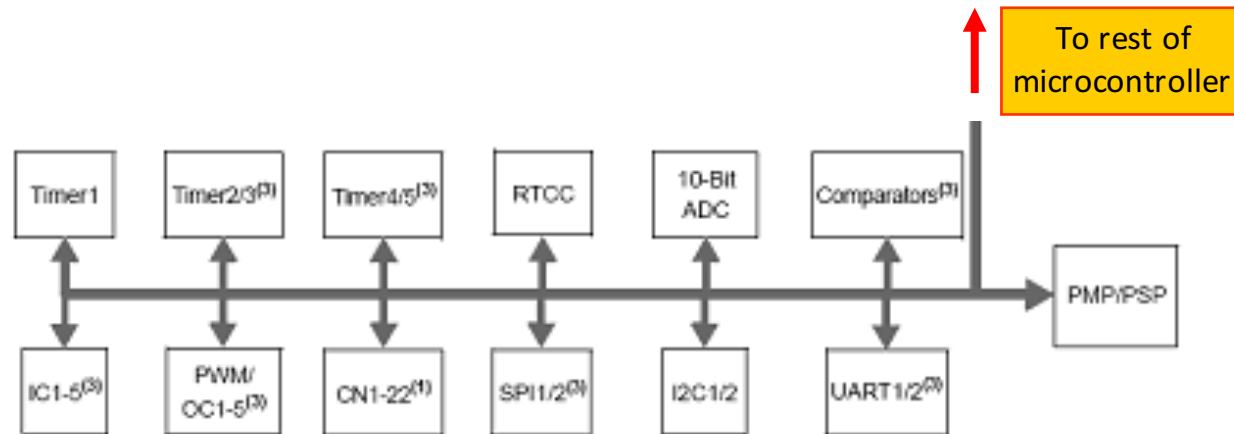 To rest of
microcontroller
Timer1
Timer2/3(3)
Timer4/5(3)
RTCC
10-Bit
ADC
Comparators(3)
PMP/PSP
IC1-5(3)
PWM/
OC1-5(3)
CN1-22(1)
SPI1/2(3)
I2C1/2
UART1/2(3)